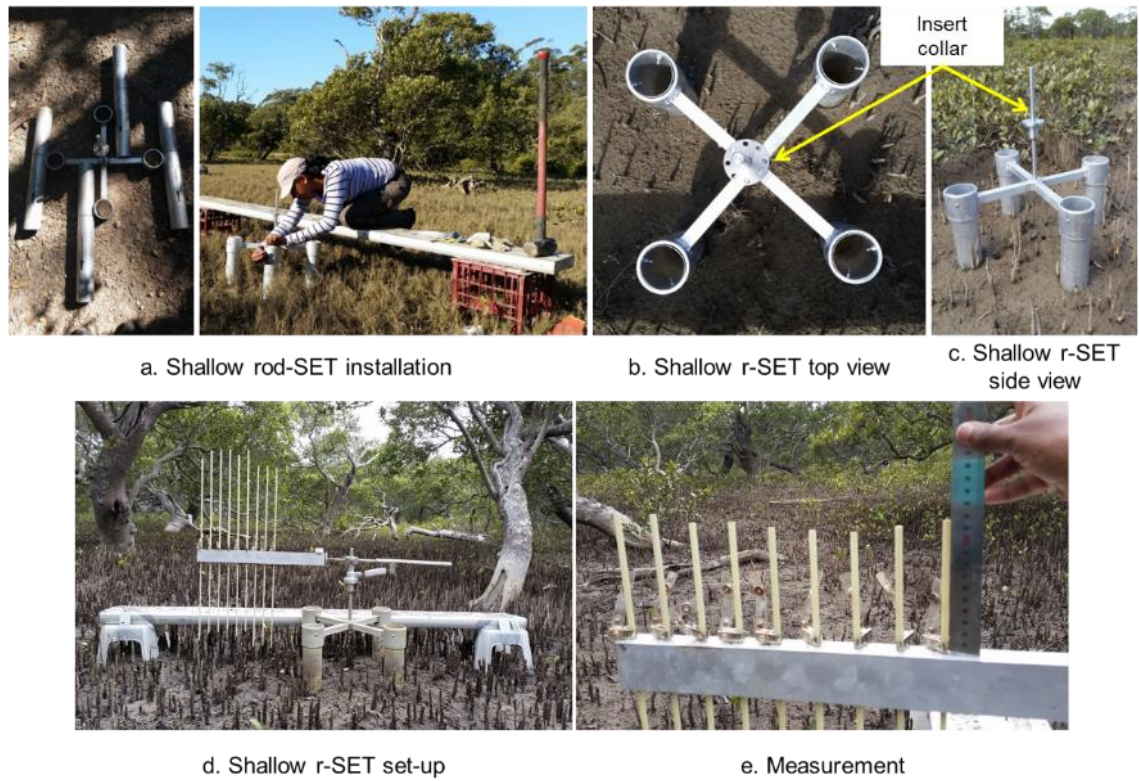 Insert
collar
a. Shallow rod-SET installation
b. Shallow r-SET top view
c. Shallow r-SET
side view
d. Shallow r-SET set-up
e. Measurement